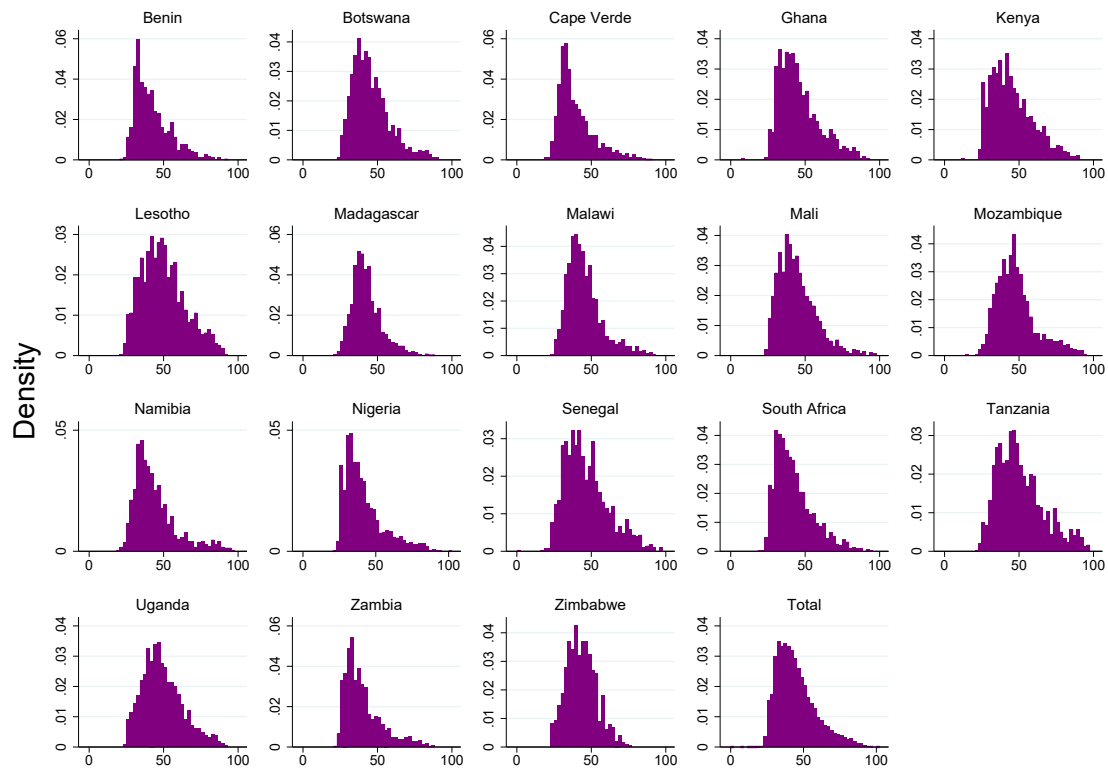 Density
Benin
0 .02 .04 .06
0 50 100
Botswana
0 .01 .02 .03 .04
0 50 100
Cape Verde
0 .02 .04 .06
0 50 100
Ghana
0 .01 .02 .03 .04
0 50 100
Kenya
0 .01 .02 .03 .04
0 50 100
Lesotho
0 .01 .02 .03
0 50 100
Madagascar
0 .02 .04 .06
0 50 100
Malawi
0 .01 .02 .03 .04
0 50 100
Mali
0 .01 .02 .03 .04
0 50 100
Mozambique
0 .01 .02 .03 .04
0 50 100
Namibia
0 .05
0 50 100
Nigeria
0 .05
0 50 100
Senegal
0 .01 .02 .03
0 50 100
South Africa
0 .01 .02 .03 .04
0 50 100
Tanzania
0 .01 .02 .03
0 50 100
Uganda
0 .01 .02 .03 .04
0 50 100
Zambia
0 .02 .04 .06
0 50 100
Zimbabwe
0 .01 .02 .03 .04
0 50 100
Total
0 .01 .02 .03 .04
0 50 100